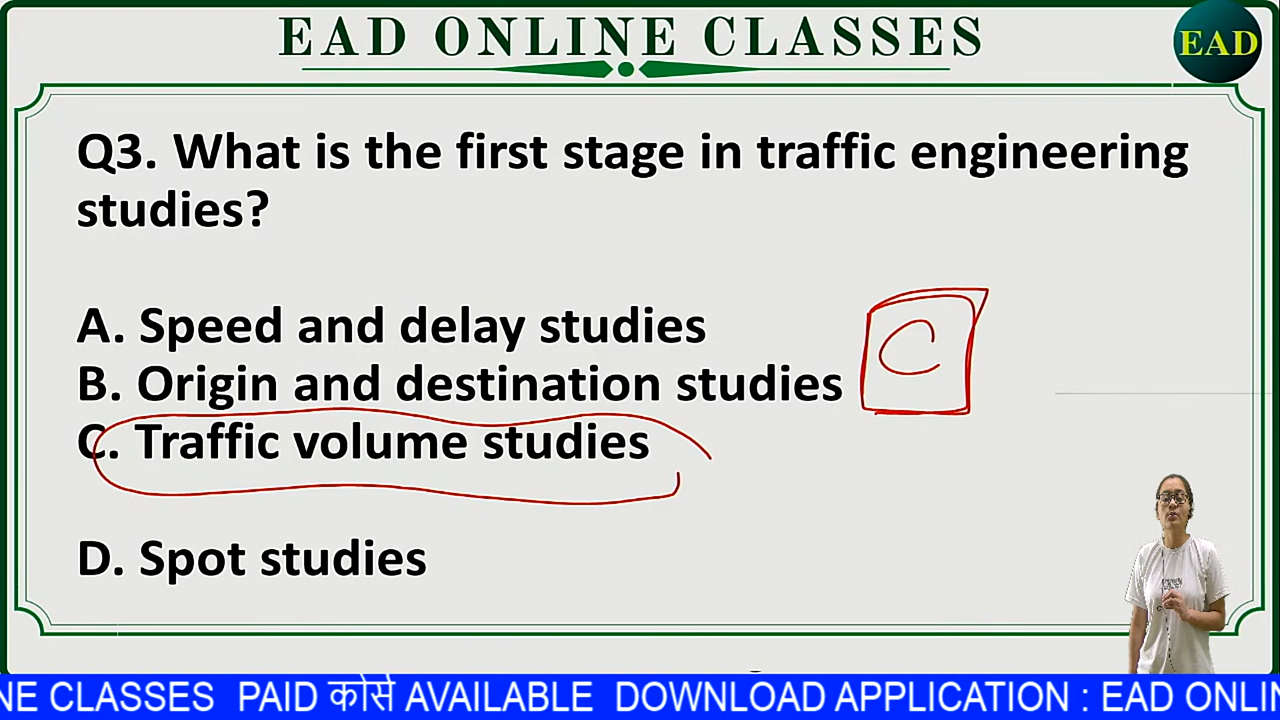 EAD ONLINE CLASSES
EAD
Q3. What is the first stage in traffic engineering
studies?
A. Speed and delay studies
B. Origin and destination studies
C
C. Traffic volume studies
D. Spot studies
NE CLASSES PAID कोर्स AVAILABLE DOWNLOAD APPLICATION : EAD ONLIN